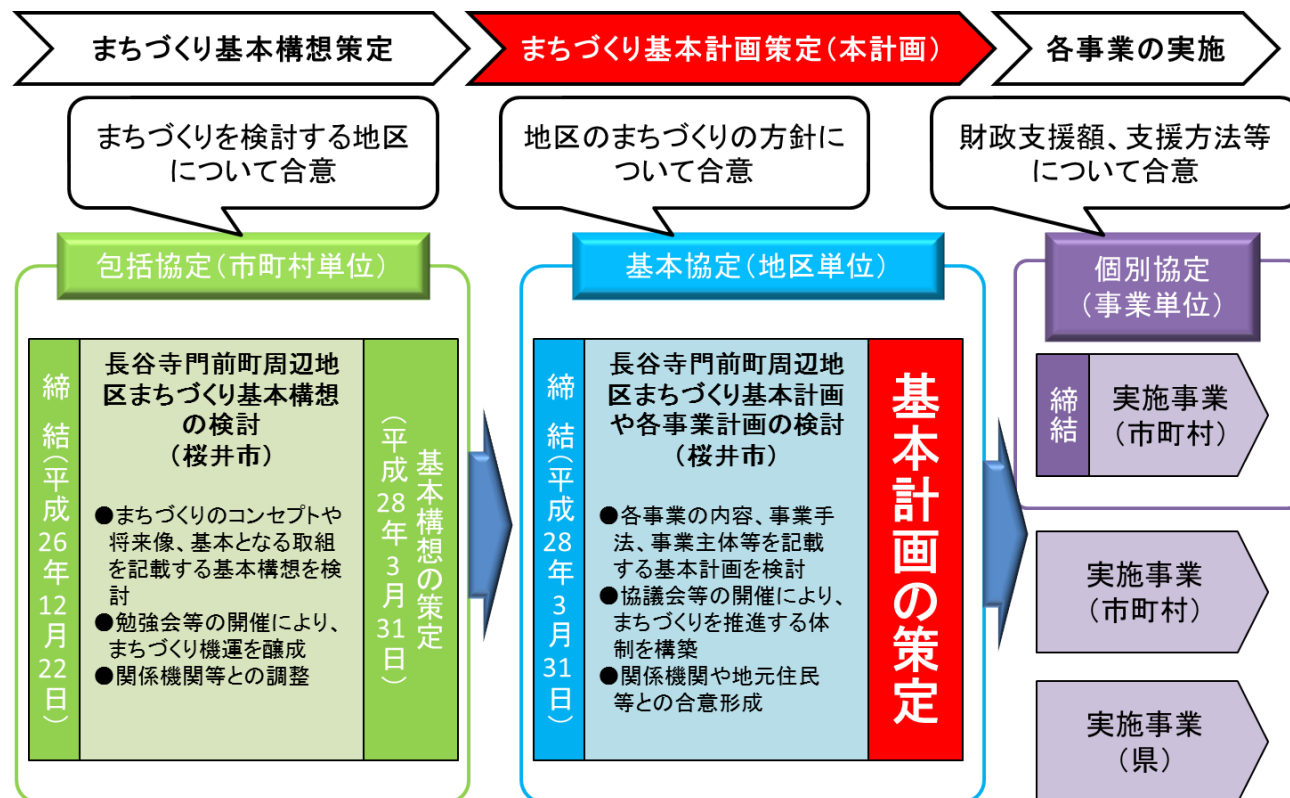 まちづくり基本構想策定
まちづくり基本計画策定（本計画）
各事業の実施
まちづくりを検討する地区
について合意
地区のまちづくりの方針に
ついて合意
財政支援額、支援方法等
について合意
包括協定（市町村単位）
締結（平成26年12月22日）
長谷寺門前町周辺地
区まちづくり基本構想
の検討
（桜井市）
●まちづくりのコンセプトや
将来像、基本となる取組
を記載する基本構想を検
討
●勉強会等の開催により、
まちづくり機運を醸成
●関係機関等との調整
基本構想の策定
（平成28年3月31日）
基本協定（地区単位）
締結（平成28年3月31日）
長谷寺門前町周辺地
区まちづくり基本計画
や各事業計画の検討
（桜井市）
●各事業の内容、事業手
法、事業主体等を記載
する基本計画を検討
●協議会等の開催により、
まちづくりを推進する体
制を構築
●関係機関や地元住民
等との合意形成
基本計画の策定
個別協定
（事業単位）
締結
実施事業
（市町村）
実施事業
（市町村）
実施事業
（県）